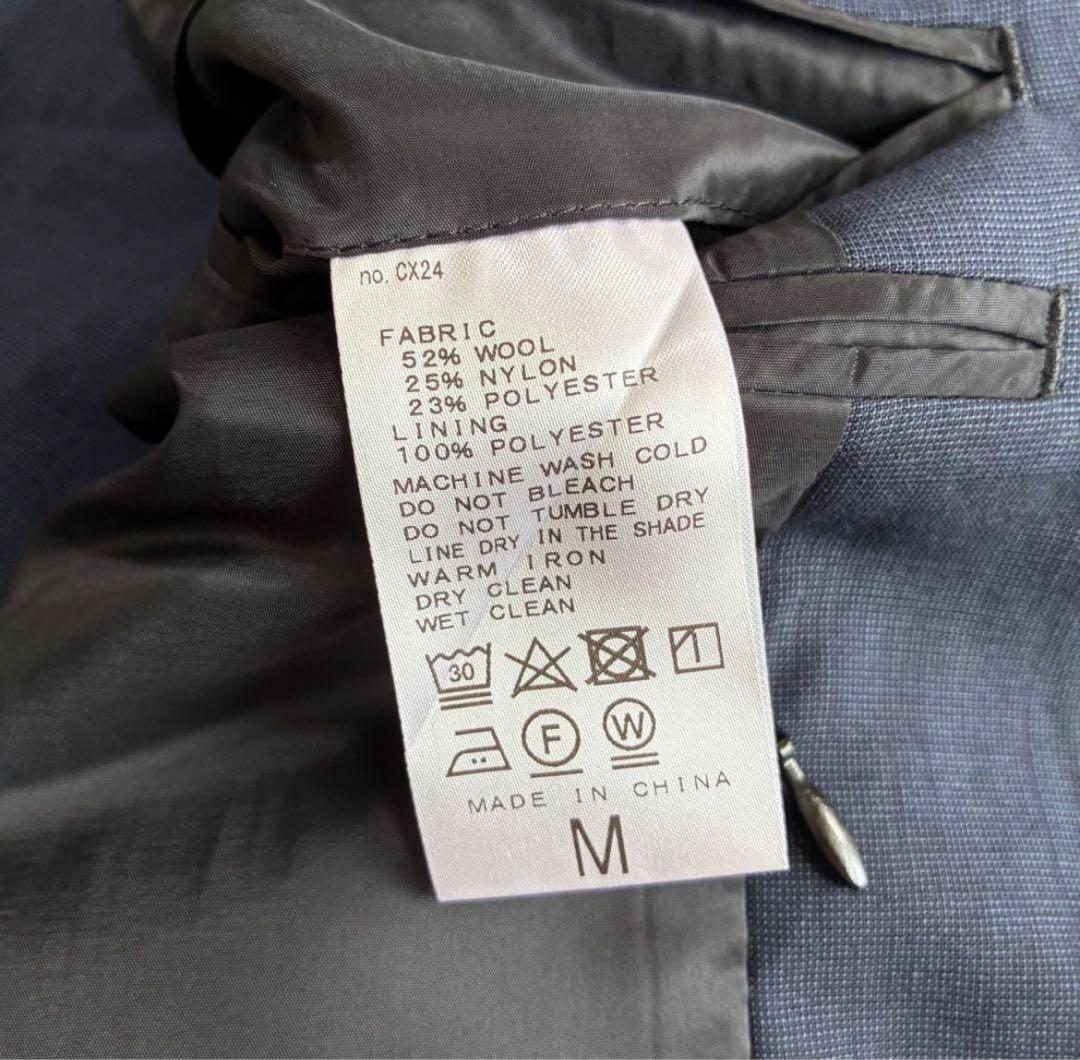 no. CX24
FABRIC
52% WOOL
25% NYLON
23% POLYESTER
LINING
100% POLYESTER
MACHINE WASH COLD
DO NOT BLEACH
DO NOT TUMBLE DRY
LINE DRY IN THE SHADE
WARM IRON
DRY CLEAN
WET CLEAN
30
F W
MADE IN CHINA
M